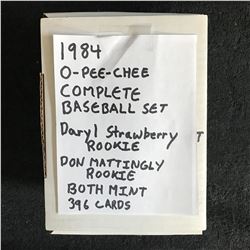 1984
O-PEE-CHEE
COMPLETE
BASEBALL SET
Daryl Strawberry
ROOKIE
DON MATTINGLY
ROOKIE
BOTH MINT
396 CARDS